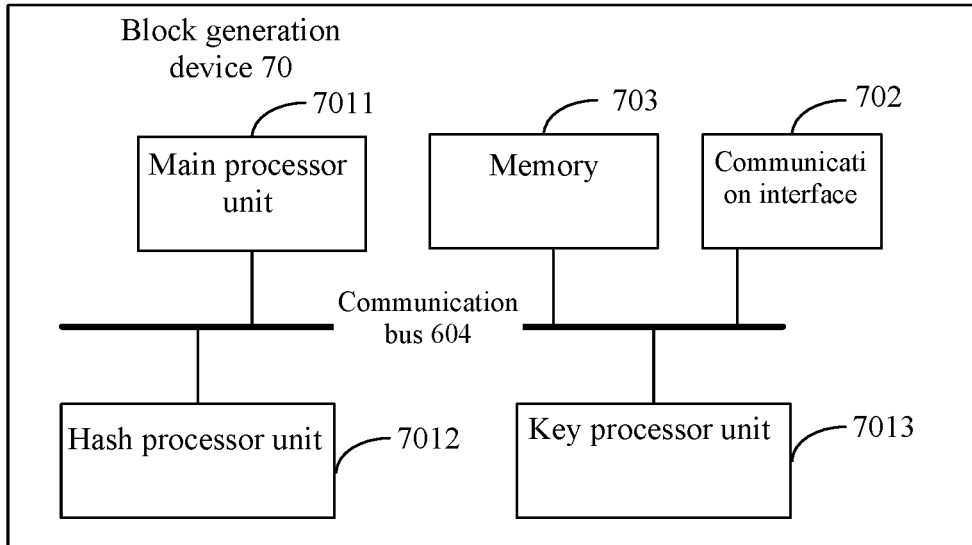 Block generation
device 70
7011
703
702
Main processor
unit
Memory
Communicati
on interface
Communication
bus 604
Hash processor unit
7012
Key processor unit
7013